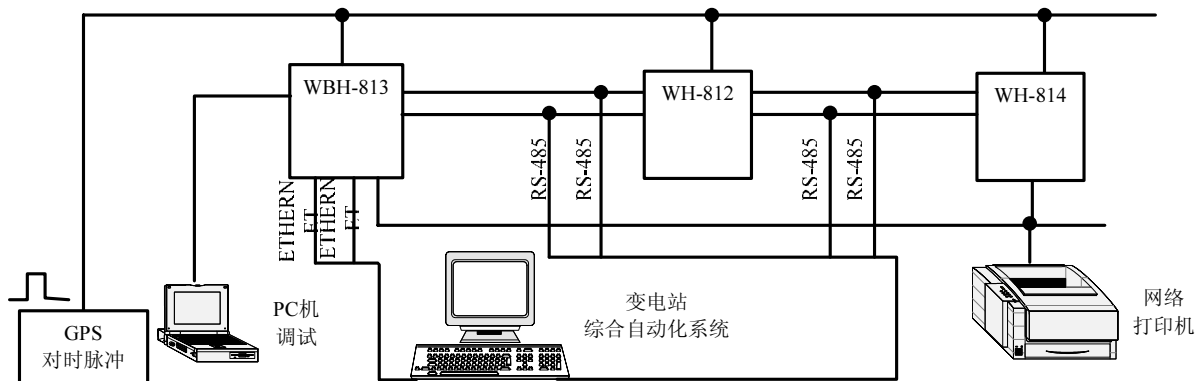 WBH-813
WH-812
WH-814
RS-485
RS-485
RS-485
RS-485
ETHERN
ET
ETHERN
ET
GPS
对时脉冲
PC机
调试
变电站
综合自动化系统
网络
打印机